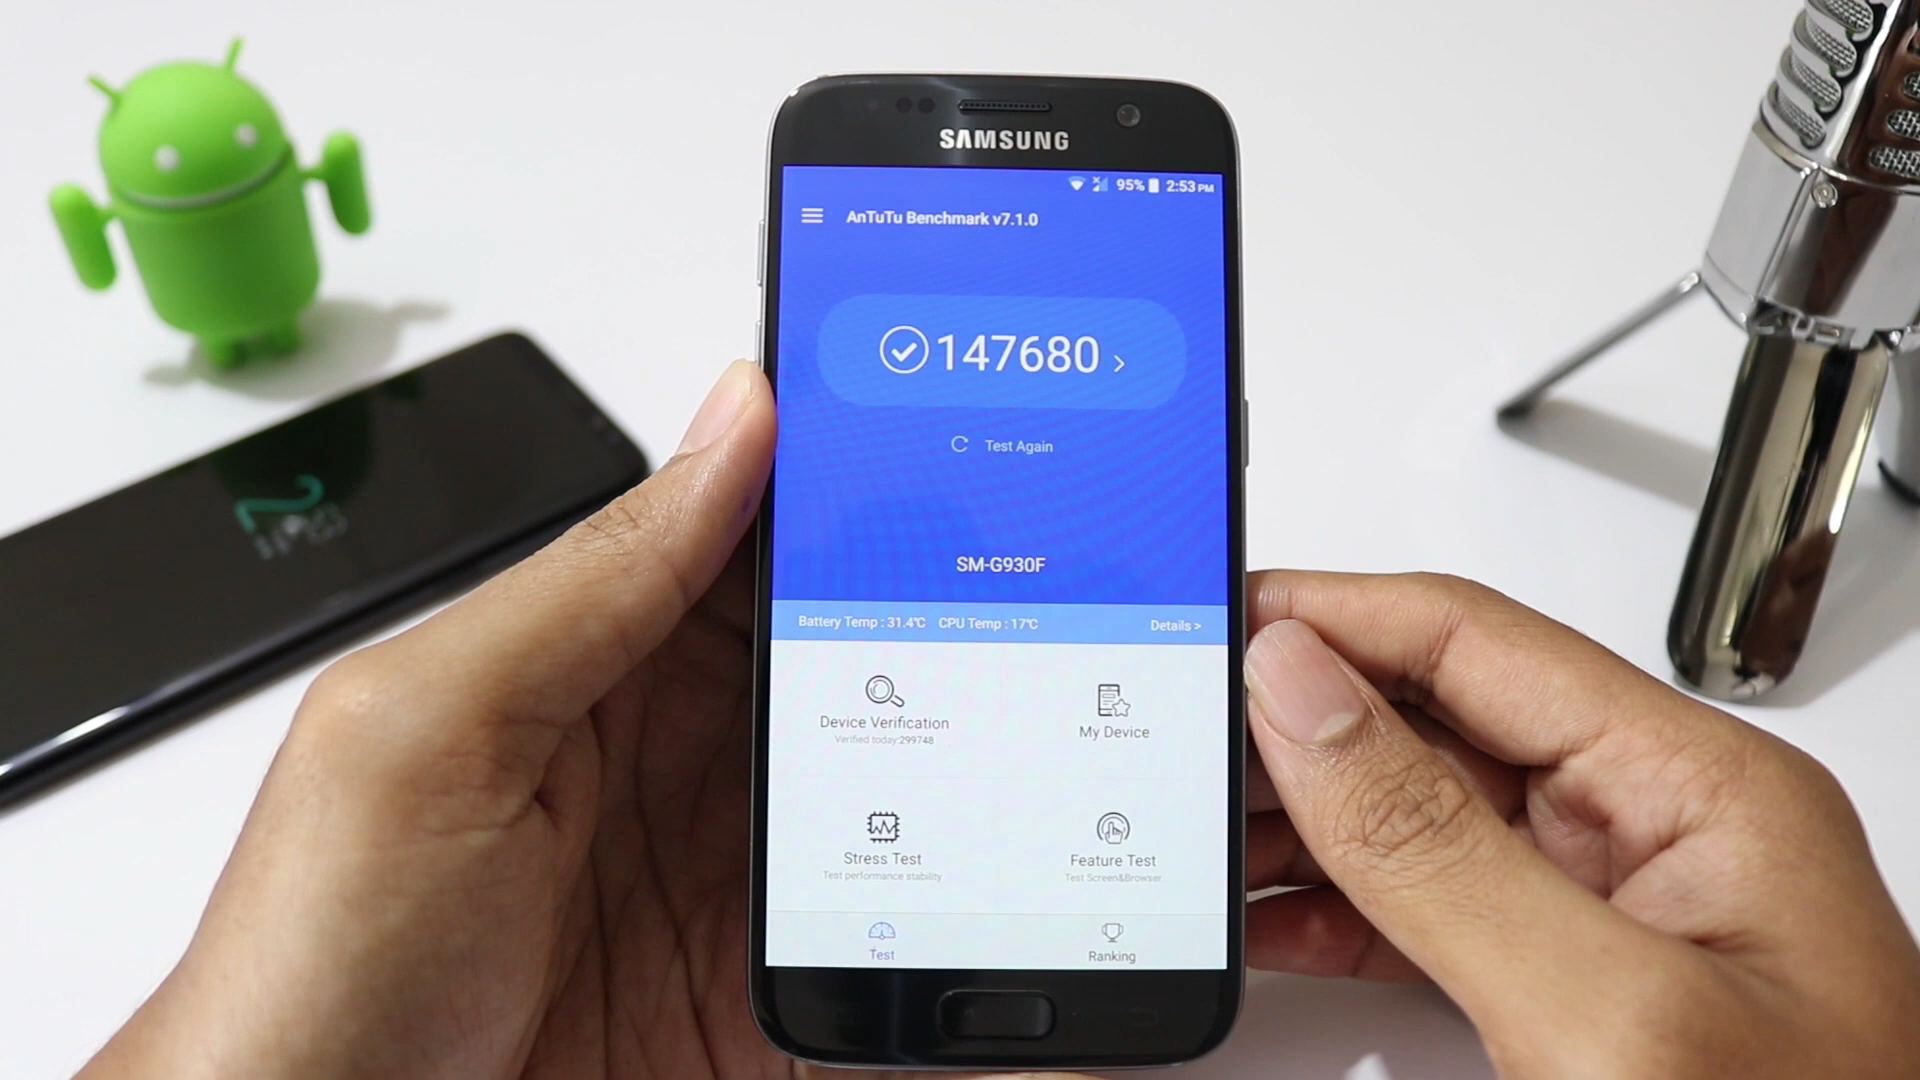 SAMSUNG
95% 2:53 PM
AnTuTu Benchmark v7.1.0
147680 >
Test Again
SM-G930F
Battery Temp : 31.4℃ CPU Temp : 17℃ Details >
Device Verification
Verified today:299748
My Device
Stress Test
Test performance stability
Feature Test
Test Screen&Browser
Test
Ranking